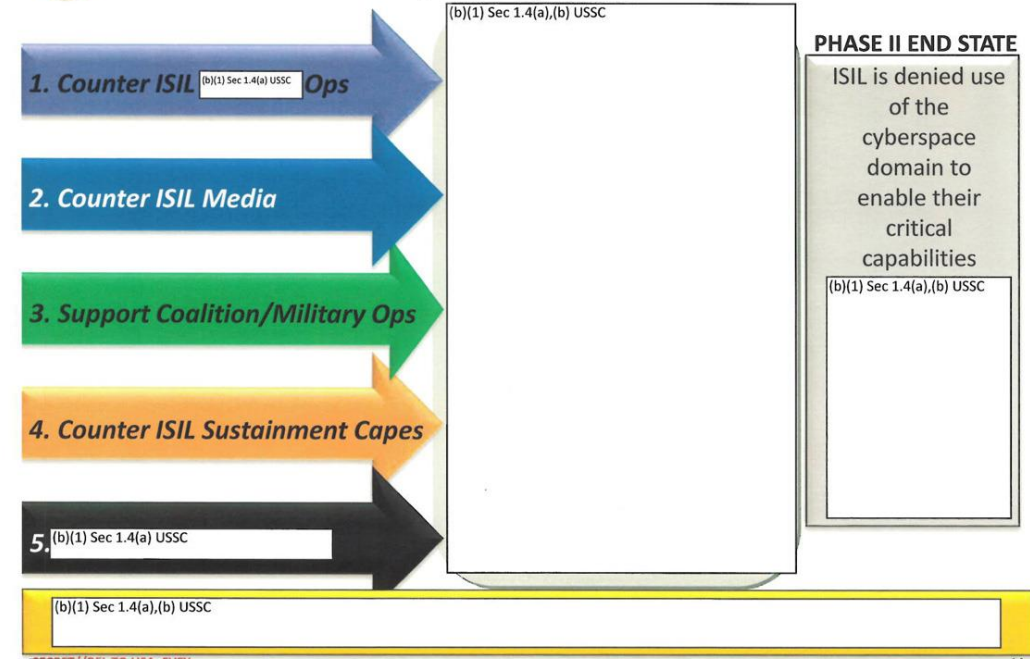 (b)(1) Sec 1.4(a),(b) USSC
1. Counter ISIL (b)(1) Sec 1.4(a) USSC Ops
2. Counter ISIL Media
3. Support Coalition/Military Ops
4. Counter ISIL Sustainment Capes
5. (b)(1) Sec 1.4(a) USSC
PHASE II END STATE
ISIL is denied use
of the
cyberspace
domain to
enable their
critical
capabilities
(b)(1) Sec 1.4(a),(b) USSC
(b)(1) Sec 1.4(a),(b) USSC